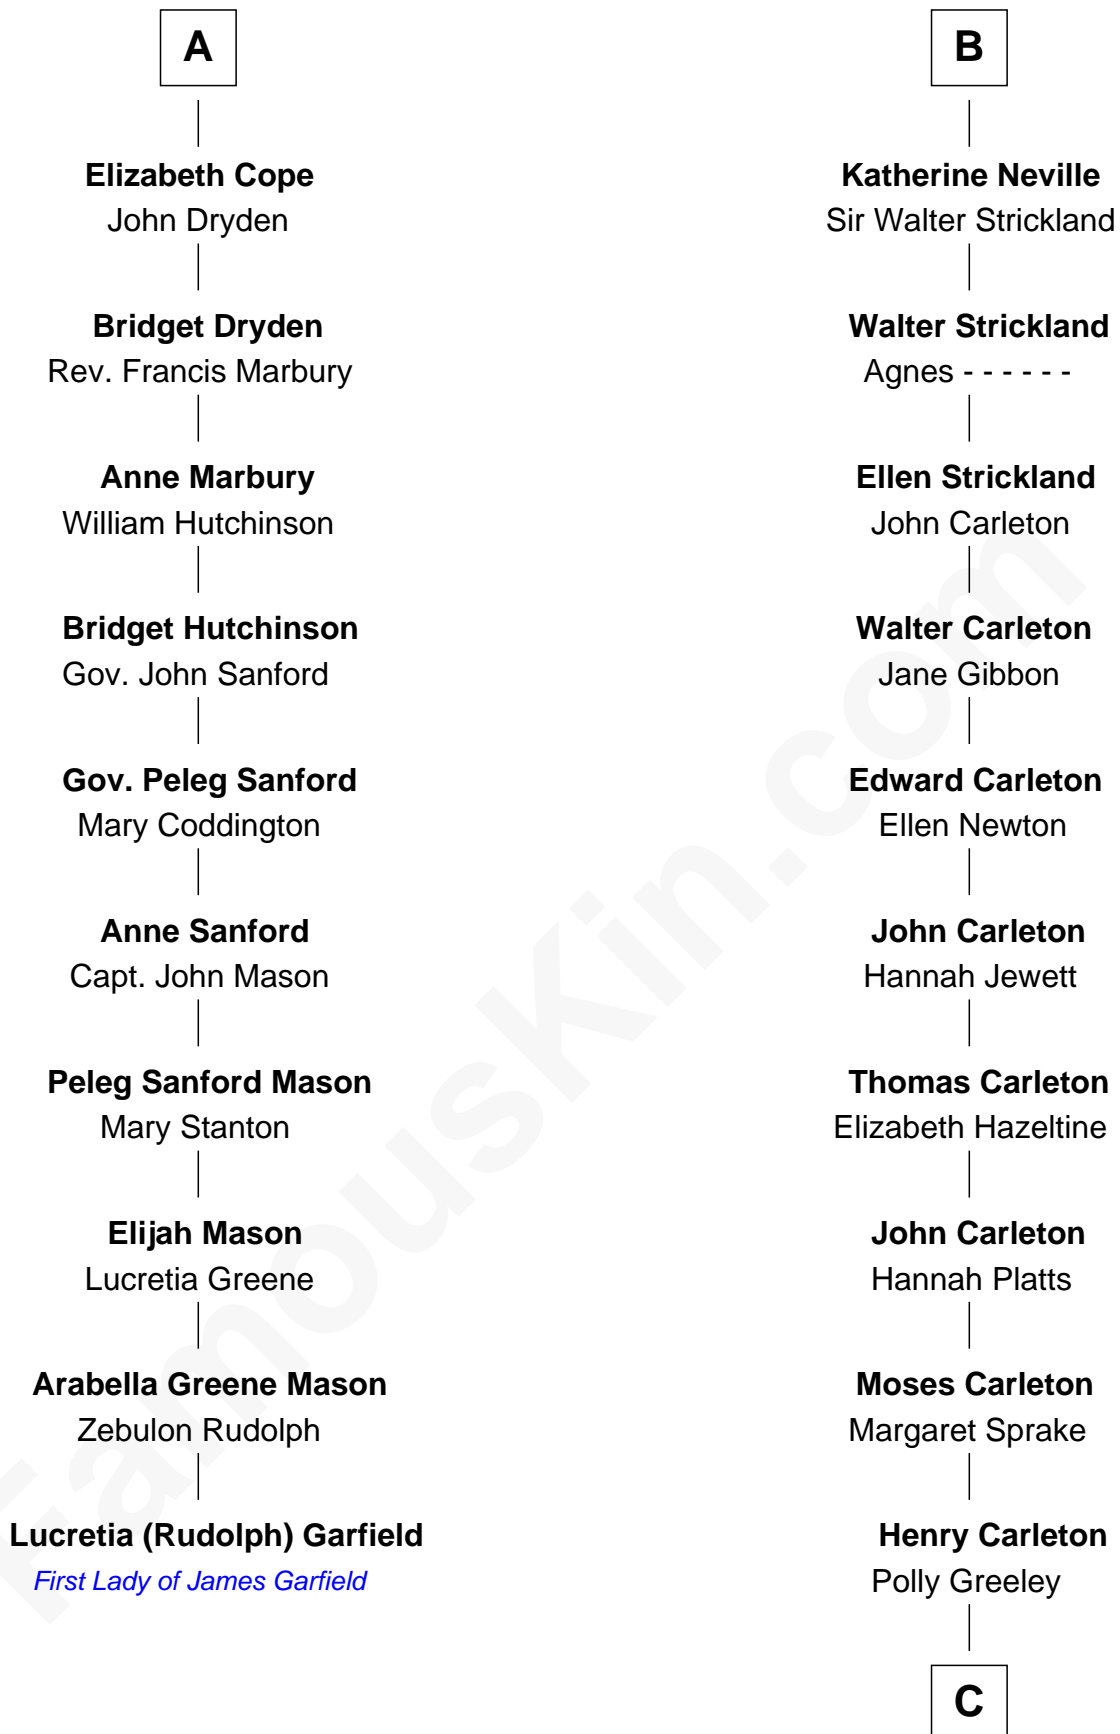 A
Elizabeth Cope
John Dryden
Bridget Dryden
Rev. Francis Marbury
Anne Marbury
William Hutchinson
Bridget Hutchinson
Gov. John Sanford
Gov. Peleg Sanford
Mary Coddington
Anne Sanford
Capt. John Mason
Peleg Sanford Mason
Mary Stanton
Elijah Mason
Lucretia Greene
Arabella Greene Mason
Zebulon Rudolph
Lucretia (Rudolph) Garfield
First Lady of James Garfield
B
Katherine Neville
Sir Walter Strickland
Walter Strickland
Agnes - - - - - -
Ellen Strickland
John Carleton
Walter Carleton
Jane Gibbon
Edward Carleton
Ellen Newton
John Carleton
Hannah Jewett
Thomas Carleton
Elizabeth Hazeltine
John Carleton
Hannah Platts
Moses Carleton
Margaret Sprake
Henry Carleton
Polly Greeley
C
FamousKin.com